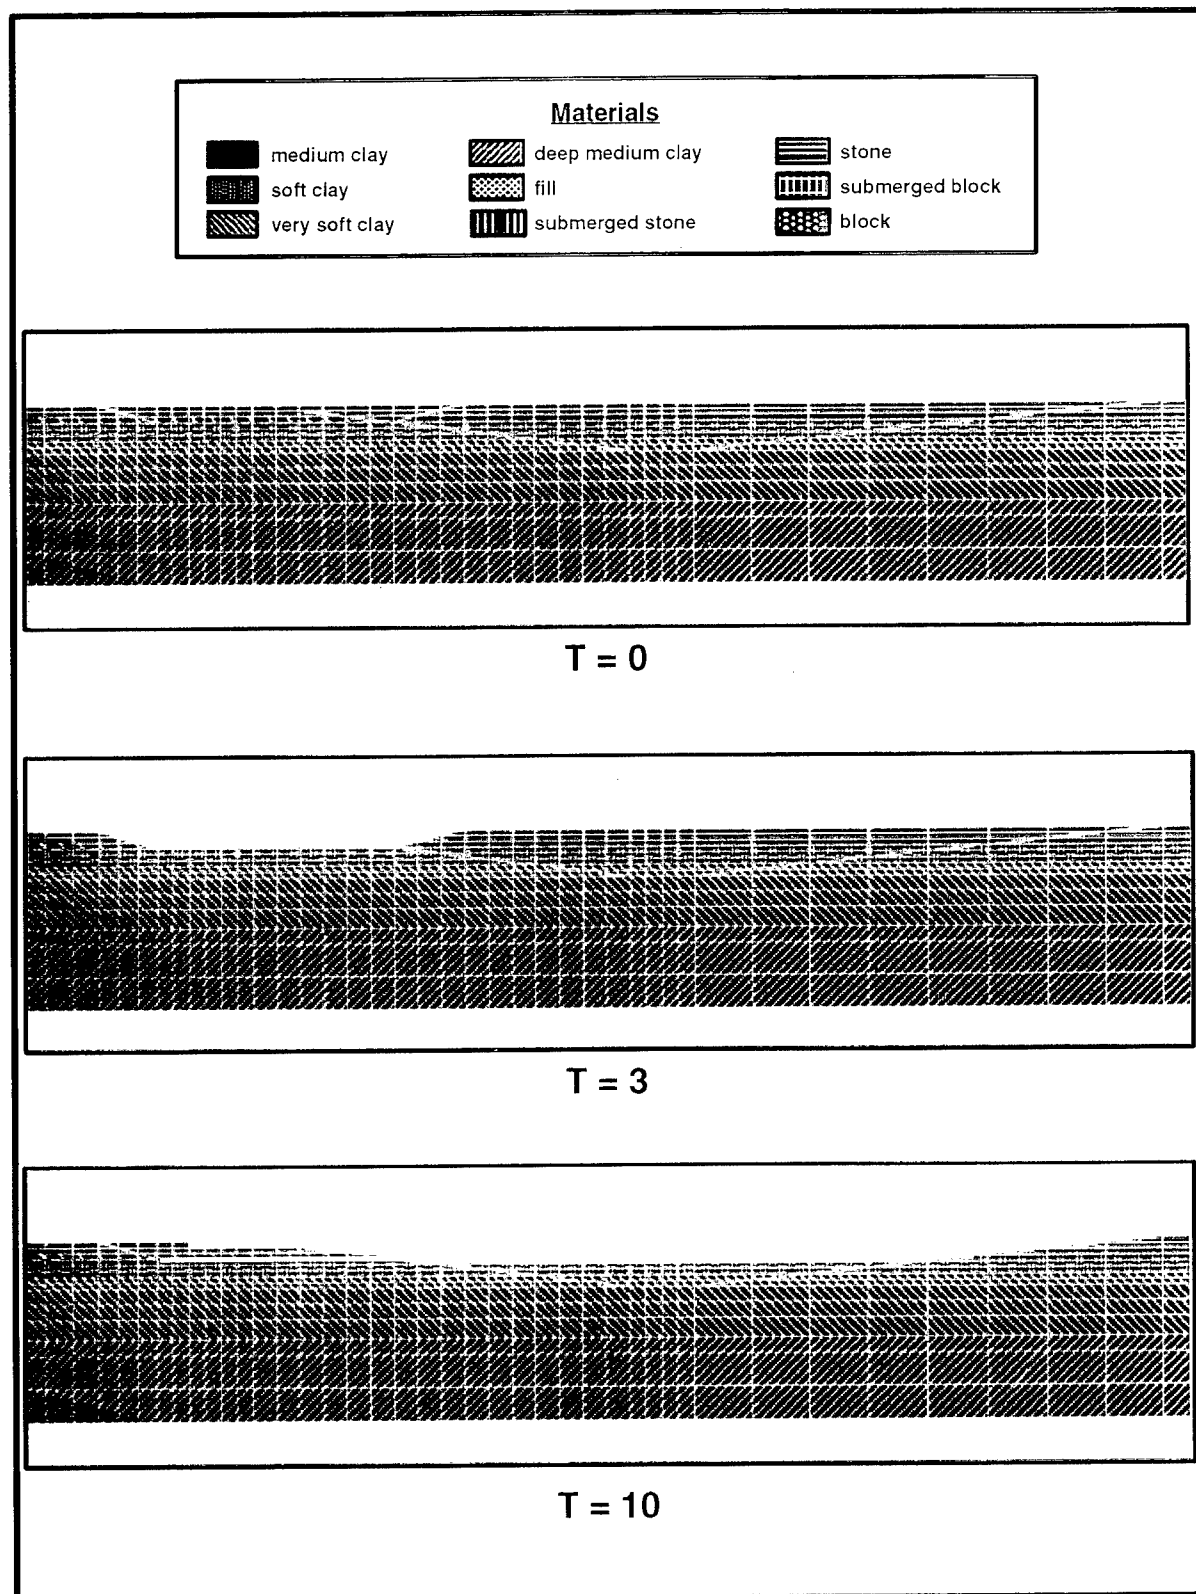 Materials
medium clay
deep medium clay
stone
soft clay
fill
submerged block
very soft clay
submerged stone
block
T = 0
T = 3
T = 10